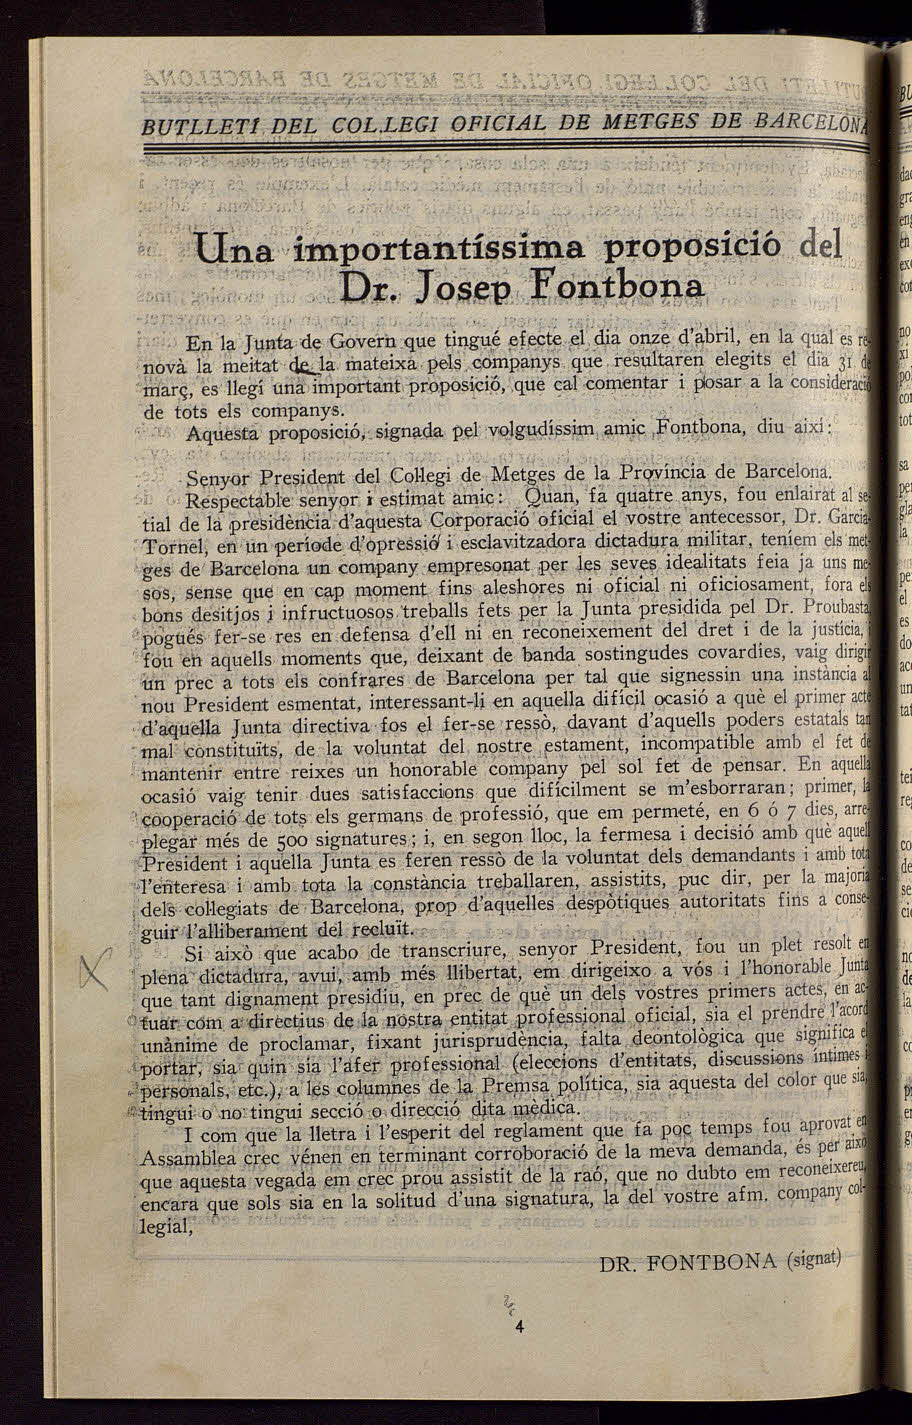 BUTLLETÍ DEL COL.LEGI OFICIAL DE METGES DE BARCELONA
Una importantíssima proposició del
Dr. Josep Fontbona
En la Junta de Govern que tingué efecte el dia onze d'abril, en la qual es re-
novà la meitat de la mateixa pels companys que resultaren elegits el dia 31 de
març, es llegí una important proposició, que cal comentar i posar a la consideració
de tots els companys.
Aquesta proposició, signada pel volgudíssim amic Fontbona, diu així:
Senyor President del Col·legi de Metges de la Província de Barcelona.
Respectable senyor i estimat amic: Quan, fa quatre anys, fou enlairat al se-
tial de la presidència d'aquesta Corporació oficial el vostre antecessor, Dr. Garcia-
Tornel, en un període d'opressió i esclavitzadora dictadura militar, teníem els met-
ges de Barcelona un company empresonat per les seves idealitats feia ja uns me-
sos, sense que en cap moment fins aleshores ni oficial ni oficiosament, fora els
bons desitjos i infructuosos treballs fets per la Junta presidida pel Dr. Proubasta,
pogués fer-se res en defensa d'ell ni en reconeixement del dret i de la justícia, i
fou en aquells moments que, deixant de banda sostingudes covardies, vaig dirigir
un prec a tots els confrares de Barcelona per tal que signessin una instància al
nou President esmentat, interessant-li en aquella difícil ocasió a què el primer acte
d'aquella Junta directiva fos el fer-se ressò, davant d'aquells poders estatals tan
mal constituïts, de la voluntat del nostre estament, incompatible amb el fet de
mantenir entre reixes un honorable company pel sol fet de pensar. En aquella
ocasió vaig tenir dues satisfaccions que difícilment se m'esborraran; primer, la
cooperació de tots els germans de professió, que em permeté, en 6 ó 7 dies, arre-
plegar més de 500 signatures; i, en segon lloc, la fermesa i decisió amb què aquell
President i aquella Junta es feren ressò de la voluntat dels demandants i amb tota
l'enteresa i amb tota la constància treballaren, assistits, puc dir, per la majoria
dels col·legiats de Barcelona, prop d'aquelles despòtiques autoritats fins a conse-
guir l'alliberament del recluït.
Si això que acabo de transcriure, senyor President, fou un plet resolt en
plena dictadura, avui, amb més llibertat, em dirigeixo a vós i l'honorable Junta
que tant dignament presidiu, en prec de què un dels vostres primers actes, en ac-
tuar com a directius de la nostra entitat professional oficial, sia el prendre l'acord
unànime de proclamar, fixant jurisprudència, falta deontològica que significa el
portar, sia quin sia l'afer professional (eleccions d'entitats, discussions íntimes i
personals, etc.), a les columnes de la Premsa política, sia aquesta del color que sia,
tingui o no tingui secció o direcció dita mèdica.
I com que la lletra i l'esperit del reglament que fa poc temps fou aprovat en
Assamblea crec vénen en terminant corroboració de la meva demanda, és per això
que aquesta vegada em crec prou assistit de la raó, que no dubto em reconeixereu,
encara que sols sia en la solitud d'una signatura, la del vostre afm. company col-
legial,
DR. FONTBONA (signat)
4